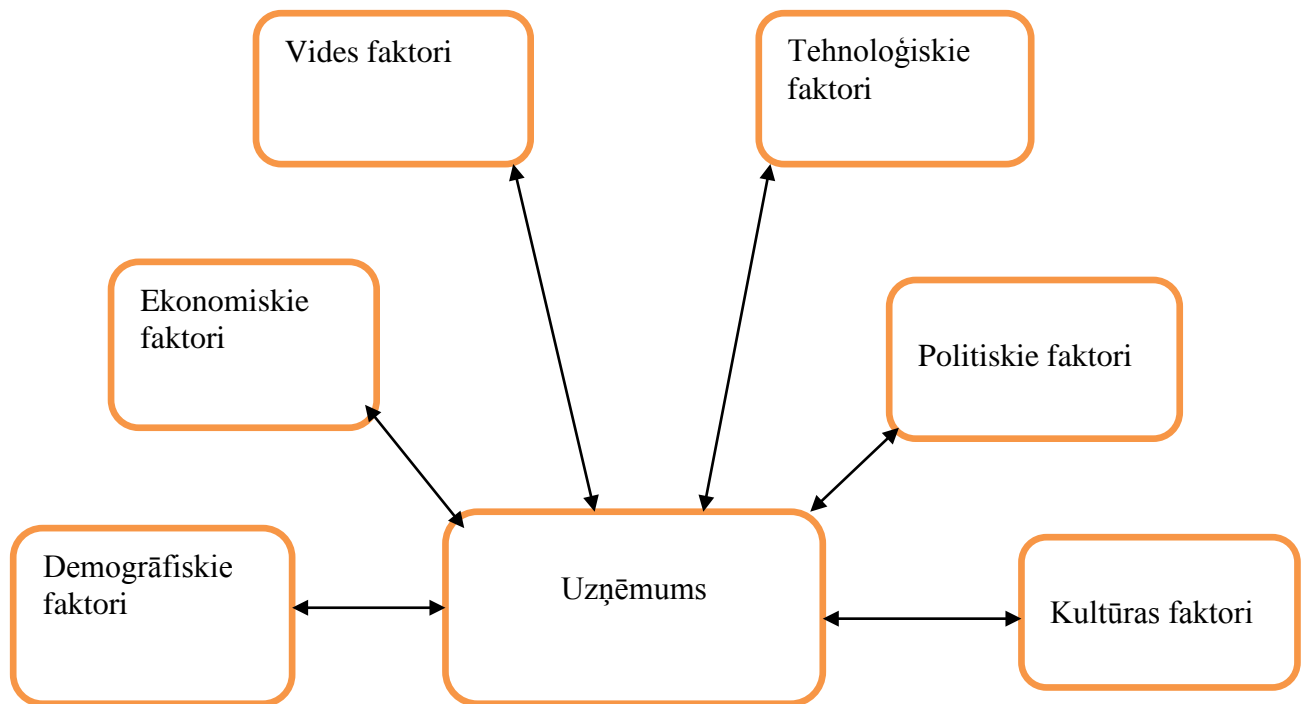 Vides faktori
Tehnoloģiskie
faktori
Ekonomiskie
faktori
Politiskie faktori
Demogrāfiskie
faktori
Uzņēmums
Kultūras faktori